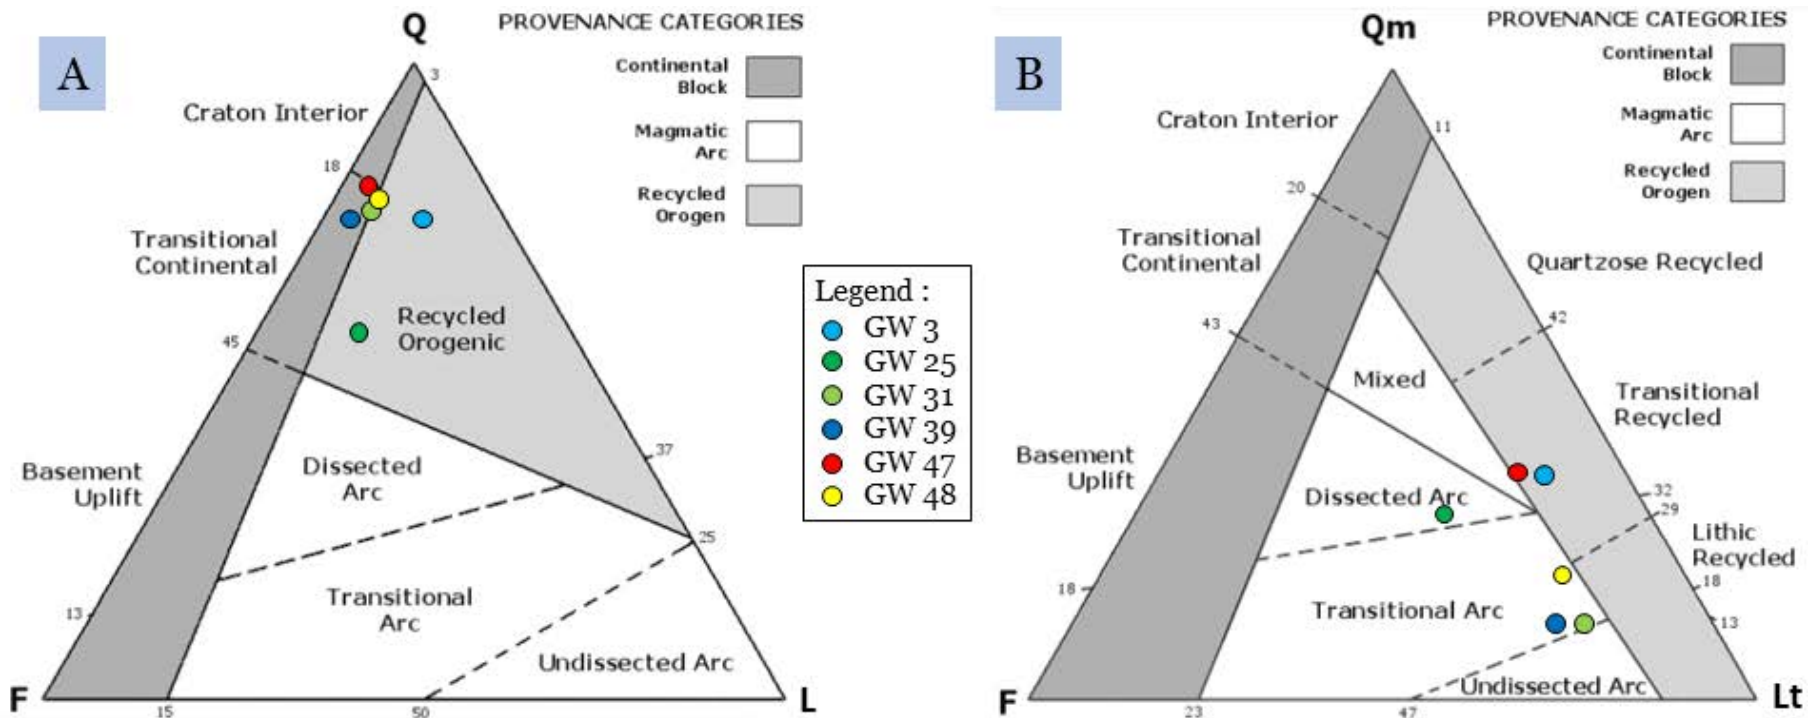 A
Q
PROVENANCE CATEGORIES
Continental
Block
Magmatic
Arc
Recycled
Orogen
3
Craton Interior
18
Transitional
Continental
Recycled
Orogenic
45
37
Basement
Uplift
Dissected
Arc
25
Transitional
Arc
13
Undissected Arc
F
L
15
50
Legend :
GW 3
GW 25
GW 31
GW 39
GW 47
GW 48
B
Qm
PROVENANCE CATEGORIES
Continental
Block
Magmatic
Arc
Recycled
Orogen
Craton Interior
11
20
Transitional
Continental
Quartzose Recycled
43
42
Mixed
Transitional
Recycled
Basement
Uplift
Dissected Arc
32
29
Lithic
Recycled
18
18
Transitional Arc
13
Undissected Arc
F
Lt
23
47